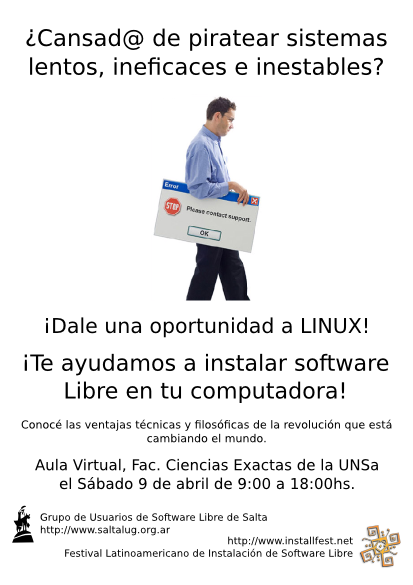 ¿Cansad@ de piratear sistemas
lentos, ineficaces e inestables?
Error
STOP
Please contact support.
OK
¡Dale una oportunidad a LINUX!
¡Te ayudamos a instalar software
Libre en tu computadora!
Conocé las ventajas técnicas y filosóficas de la revolución que está
cambiando el mundo.
Aula Virtual, Fac. Ciencias Exactas de la UNSa
el Sábado 9 de abril de 9:00 a 18:00hs.
Grupo de Usuarios de Software Libre de Salta
http://www.saltalug.org.ar
http://www.installfest.net
Festival Latinoamericano de Instalación de Software Libre